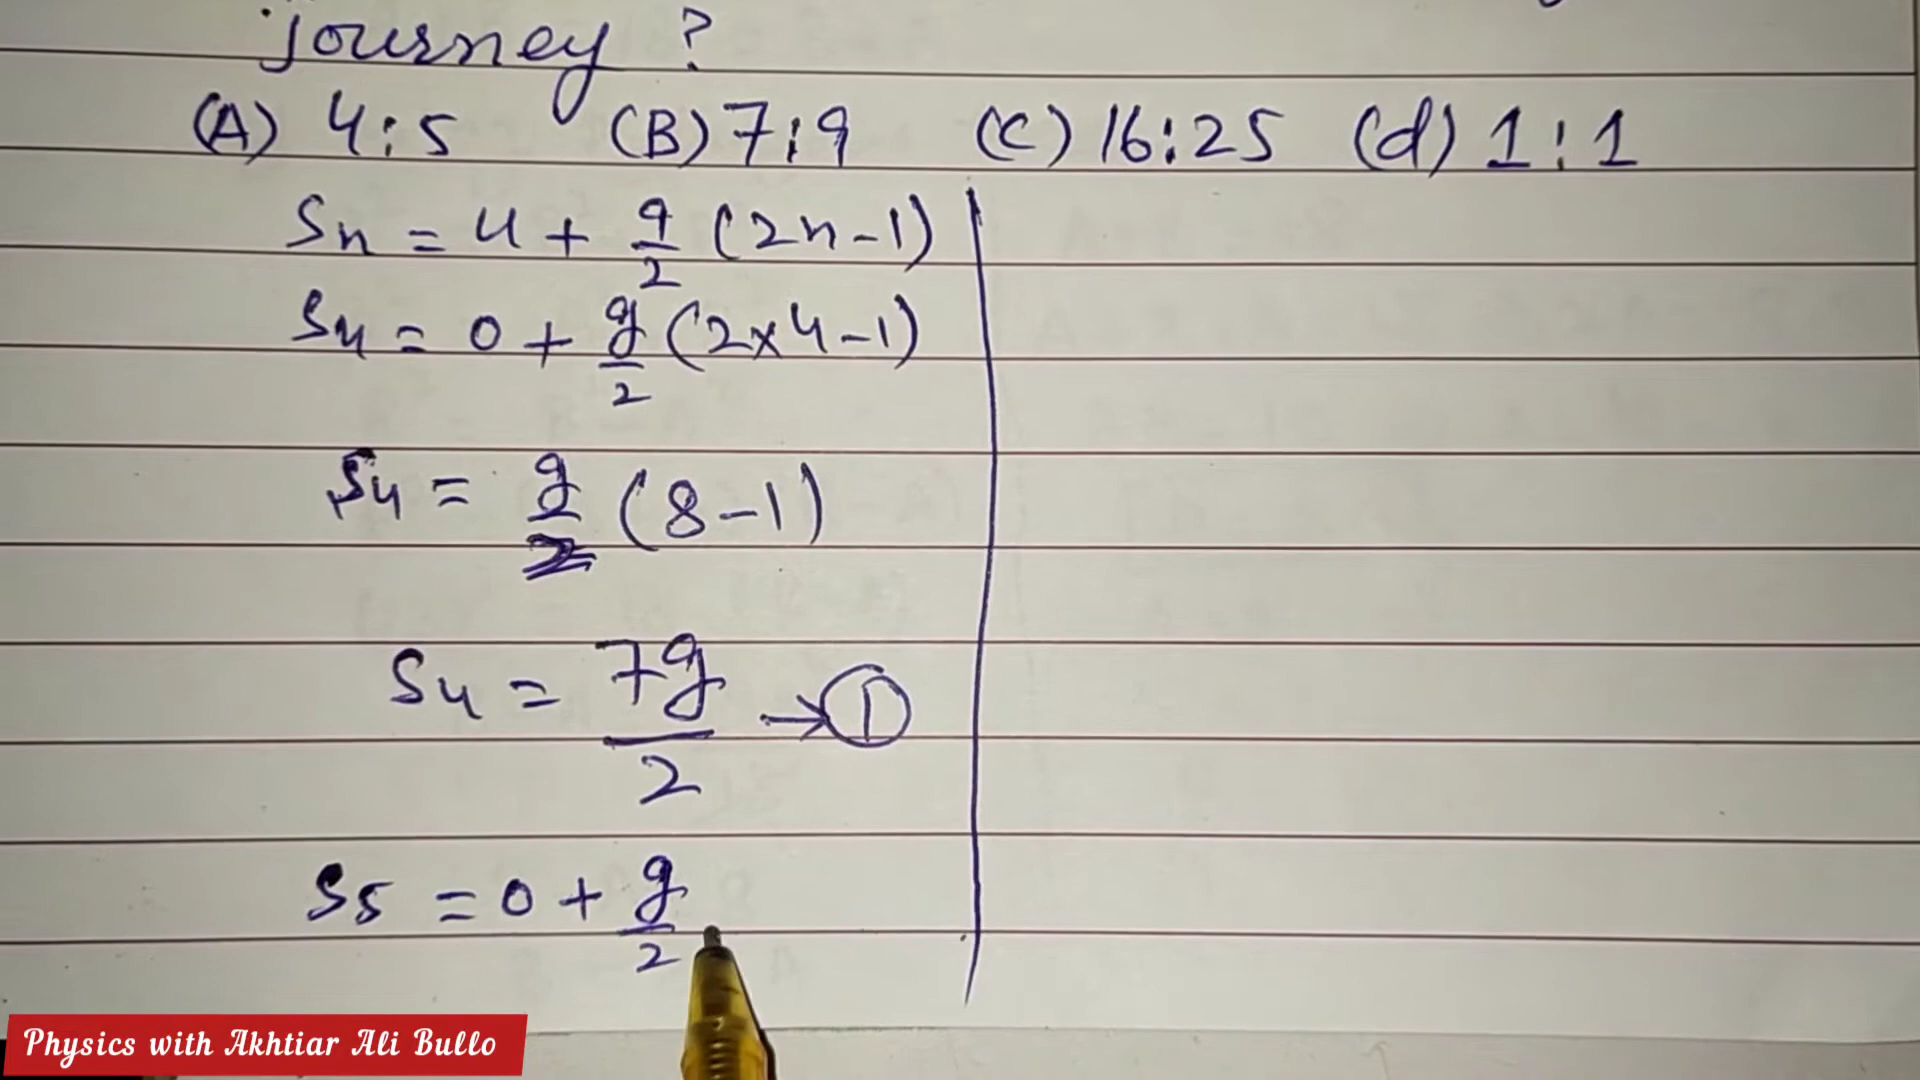 journey ?
(A) 4:5 (B) 7:9 (C) 16:25 (d) 1:1
Sn = u + a/2 (2n-1)
S4 = 0 + g/2 (2×4-1)
S4 = g/2 (8-1)
S4 = 7g/2 → ①
S5 = 0 + g/2
Physics with Akhtiar Ali Bullo